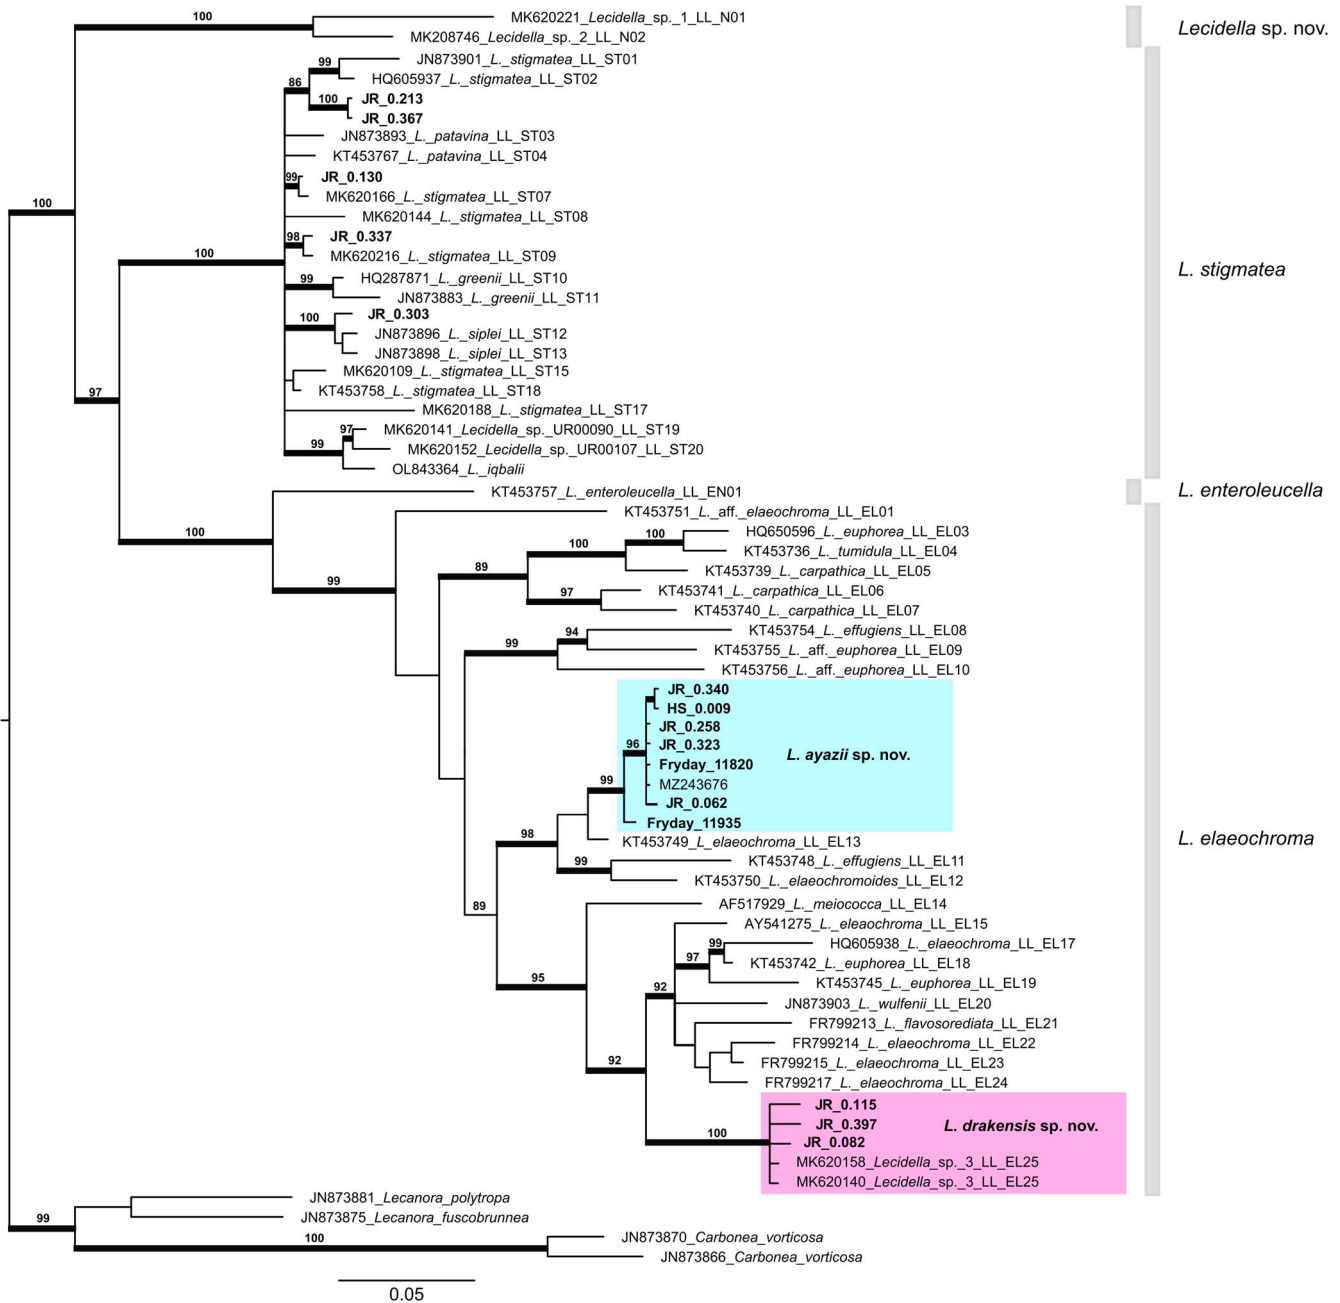 100
MK620221_Lecidella_sp._1_LL_N01
MK208746_Lecidella_sp._2_LL_N02
Lecidella sp. nov.
JN873901_L._stigmatea_LL_ST01
99
HQ605937_L._stigmatea_LL_ST02
86
JR_0.213
100
JR_0.367
JN873893_L._patavina_LL_ST03
KT453767_L._patavina_LL_ST04
JR_0.130
99
MK620166_L._stigmatea_LL_ST07
100
MK620144_L._stigmatea_LL_ST08
JR_0.337
98
MK620216_L._stigmatea_LL_ST09
100
L. stigmatea
HQ287871_L._greenii_LL_ST10
99
JN873883_L._greenii_LL_ST11
JR_0.303
100
JN873896_L._siplei_LL_ST12
JN873898_L._siplei_LL_ST13
MK620109_L._stigmatea_LL_ST15
KT453758_L._stigmatea_LL_ST18
97
MK620188_L._stigmatea_LL_ST17
MK620141_Lecidella_sp._UR00090_LL_ST19
97
MK620152_Lecidella_sp._UR00107_LL_ST20
99
OL843364_L._iqbalii
KT453757_L._enteroleucella_LL_EN01
L. enteroleucella
KT453751_L._aff._elaeochroma_LL_EL01
100
HQ650596_L._euphorea_LL_EL03
100
KT453736_L._tumidula_LL_EL04
100
KT453739_L._carpathica_LL_EL05
89
99
KT453741_L._carpathica_LL_EL06
97
KT453740_L._carpathica_LL_EL07
KT453754_L._effugiens_LL_EL08
94
99
KT453755_L._aff._euphorea_LL_EL09
KT453756_L._aff._euphorea_LL_EL10
JR_0.340
HS_0.009
JR_0.258
JR_0.323
96
L. ayazii sp. nov.
Fryday_11820
MZ243676
99
JR_0.062
Fryday_11935
98
KT453749_L_elaeochroma_LL_EL13
L. elaeochroma
KT453748_L._effugiens_LL_EL11
99
KT453750_L._elaeochromoides_LL_EL12
89
AF517929_L._meiococca_LL_EL14
AY541275_L._eleaochroma_LL_EL15
99
HQ605938_L._elaeochroma_LL_EL17
97
KT453742_L._euphorea_LL_EL18
95
KT453745_L._euphorea_LL_EL19
92
JN873903_L._wulfenii_LL_EL20
FR799213_L._flavosorediata_LL_EL21
FR799214_L._elaeochroma_LL_EL22
92
FR799215_L._elaeochroma_LL_EL23
FR799217_L._elaeochroma_LL_EL24
JR_0.115
JR_0.397
L. drakensis sp. nov.
100
JR_0.082
MK620158_Lecidella_sp._3_LL_EL25
MK620140_Lecidella_sp._3_LL_EL25
JN873881_Lecanora_polytropa
99
JN873875_Lecanora_fuscobrunnea
100
JN873870_Carbonea_vorticosa
JN873866_Carbonea_vorticosa
0.05